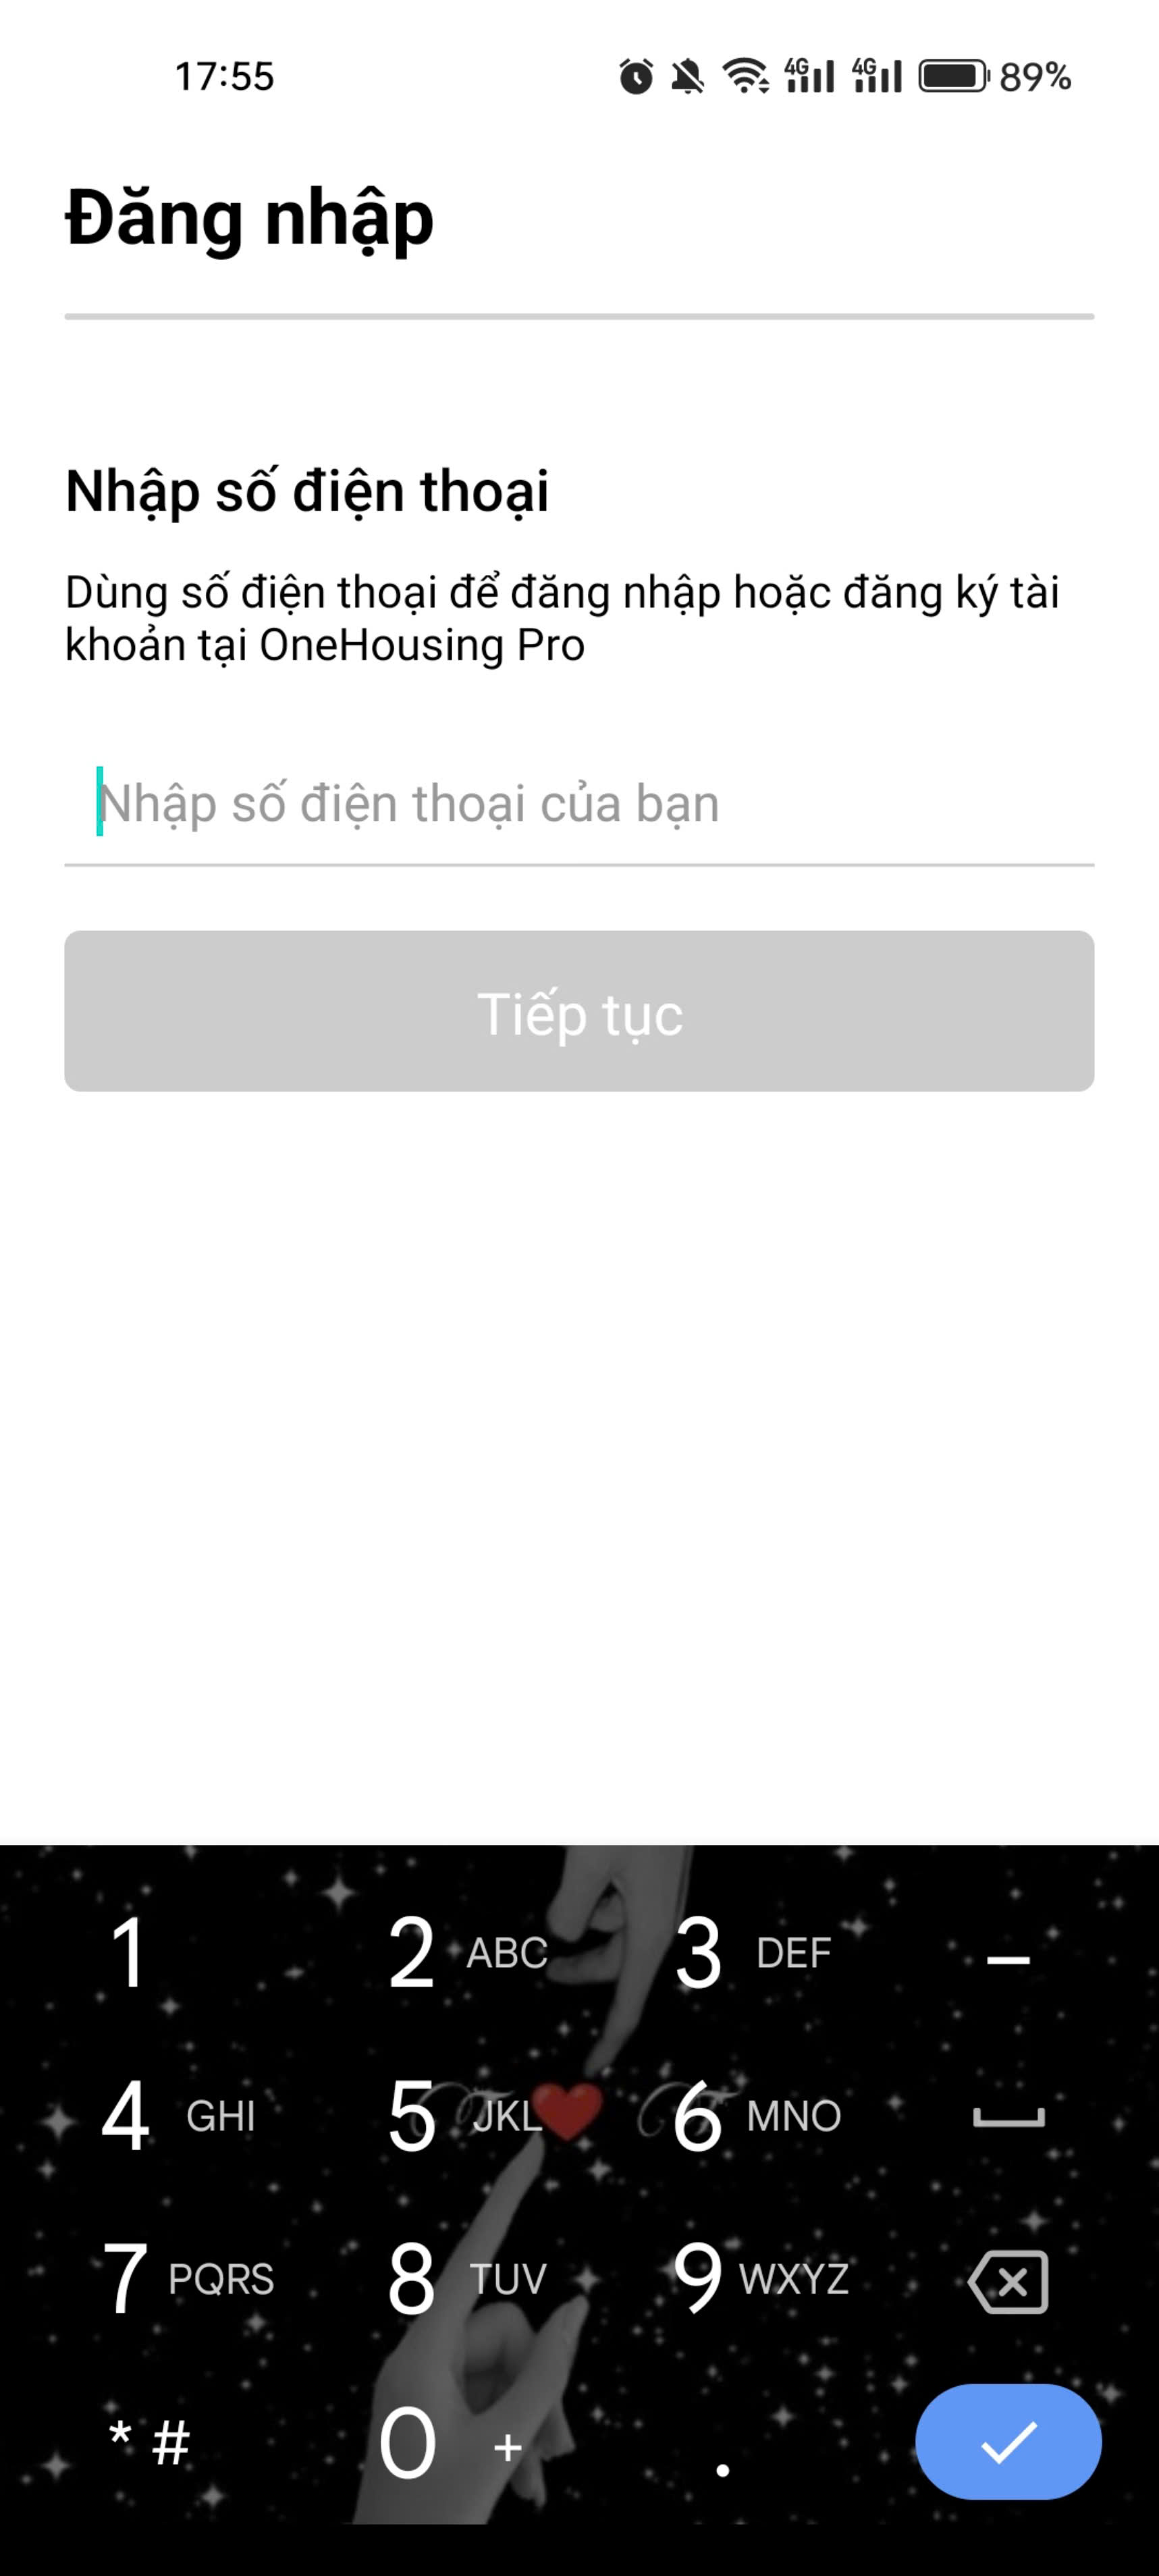 17:55 4G 4G 89%
Đăng nhập
Nhập số điện thoại
Dùng số điện thoại để đăng nhập hoặc đăng ký tài
khoản tại OneHousing Pro
Nhập số điện thoại của bạn
Tiếp tục
1 2 ABC 3 DEF –
4 GHI 5 JKL 6 MNO
7 PQRS 8 TUV 9 WXYZ
* # 0 + .